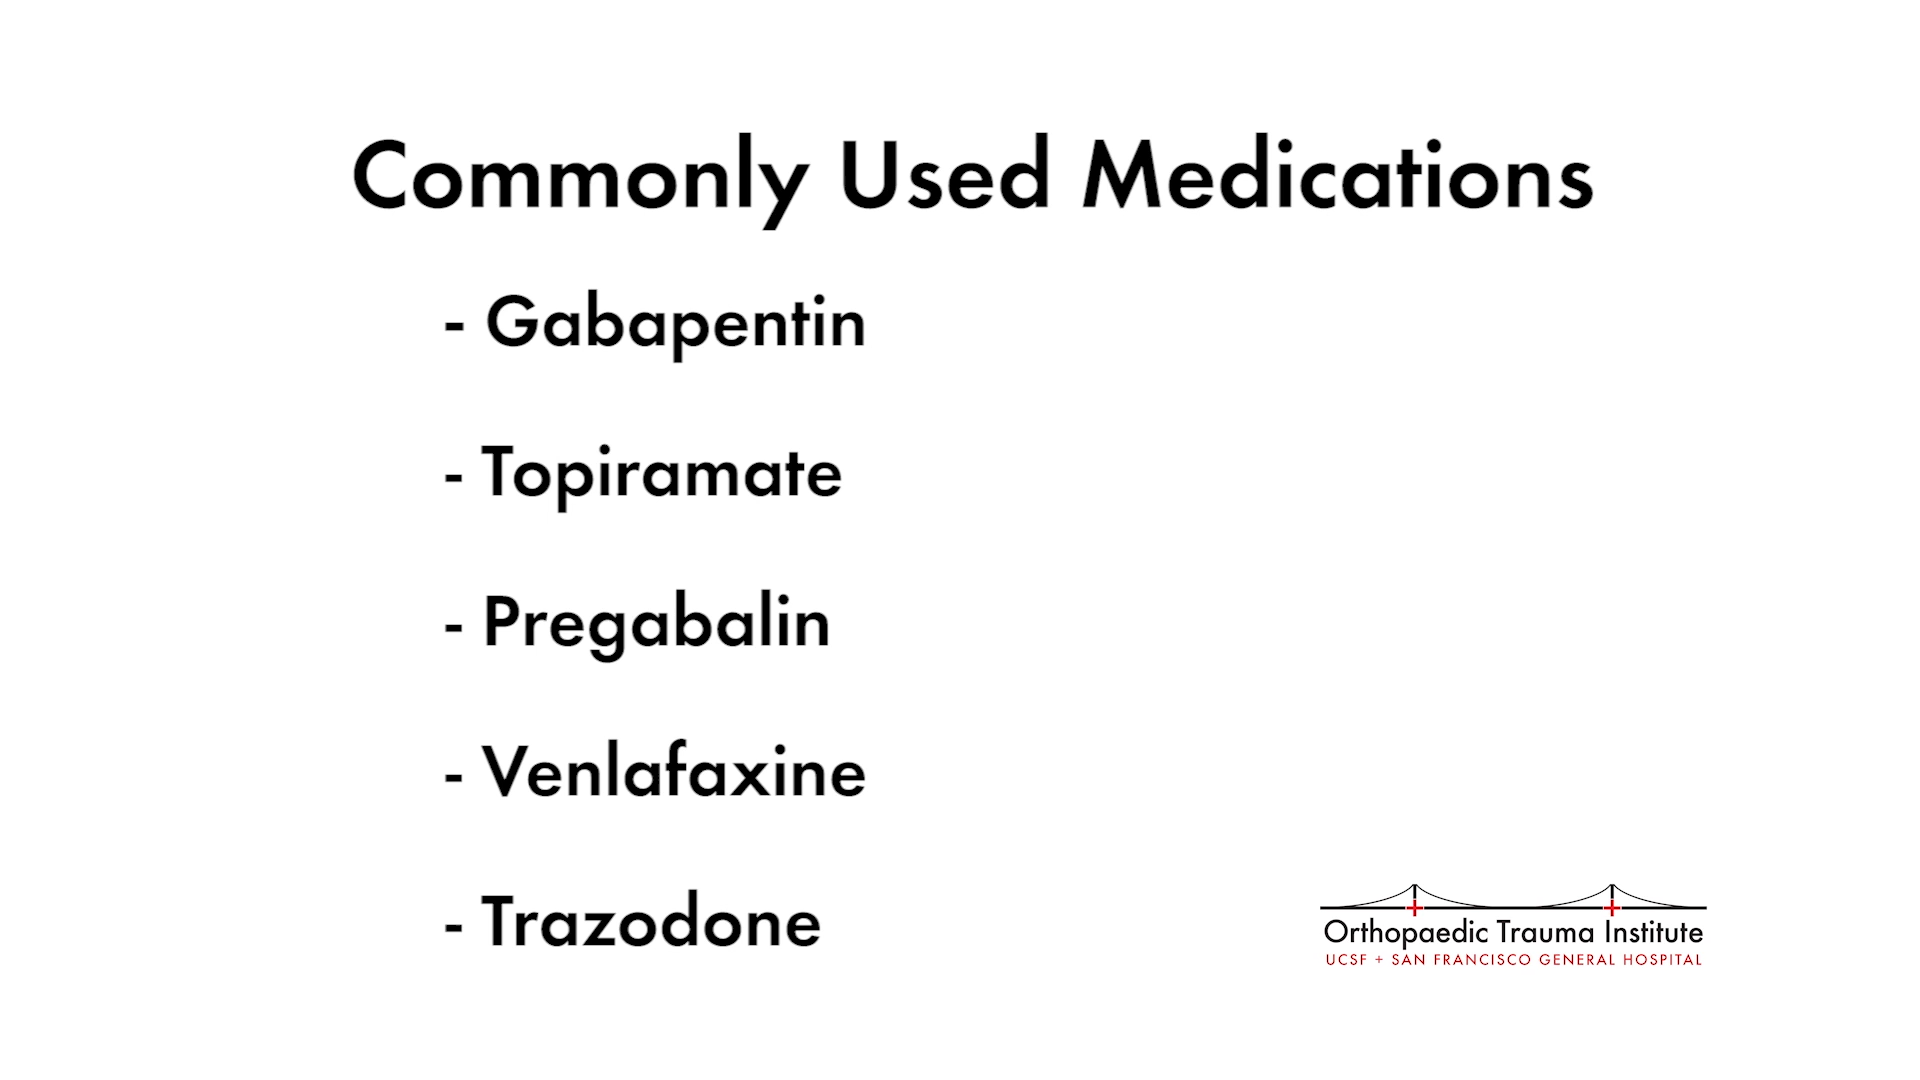 Commonly Used Medications
- Gabapentin
- Topiramate
- Pregabalin
- Venlafaxine
- Trazodone
Orthopaedic Trauma Institute
UCSF + SAN FRANCISCO GENERAL HOSPITAL